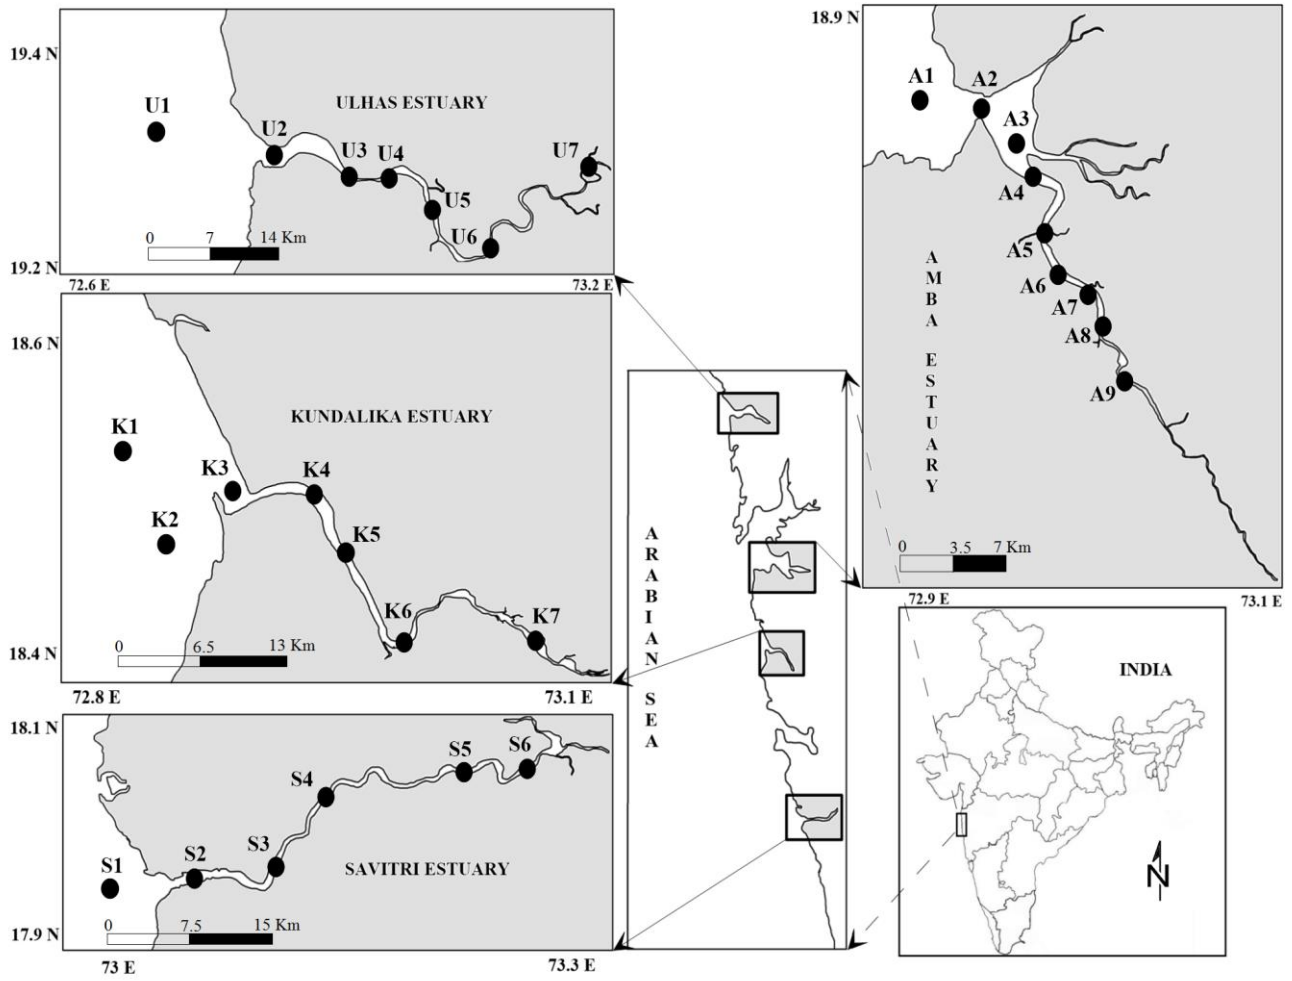 19.4 N
U1
ULHAS ESTUARY
U2
U3
U4
U5
U6
U7
0 7 14 Km
19.2 N
72.6 E
73.2 E
18.6 N
K1
KUNDALIKA ESTUARY
K2
K3
K4
K5
K6
K7
0 6.5 13 Km
18.4 N
72.8 E
73.1 E
18.1 N
S1
S2
S3
S4
S5
S6
SAVITRI ESTUARY
0 7.5 15 Km
17.9 N
73 E
73.3 E
ARABIAN SEA
18.9 N
A1
A2
A3
A4
A5
A6
A7
A8
A9
AMBA ESTUARY
0 3.5 7 Km
72.9 E
73.1 E
INDIA
N